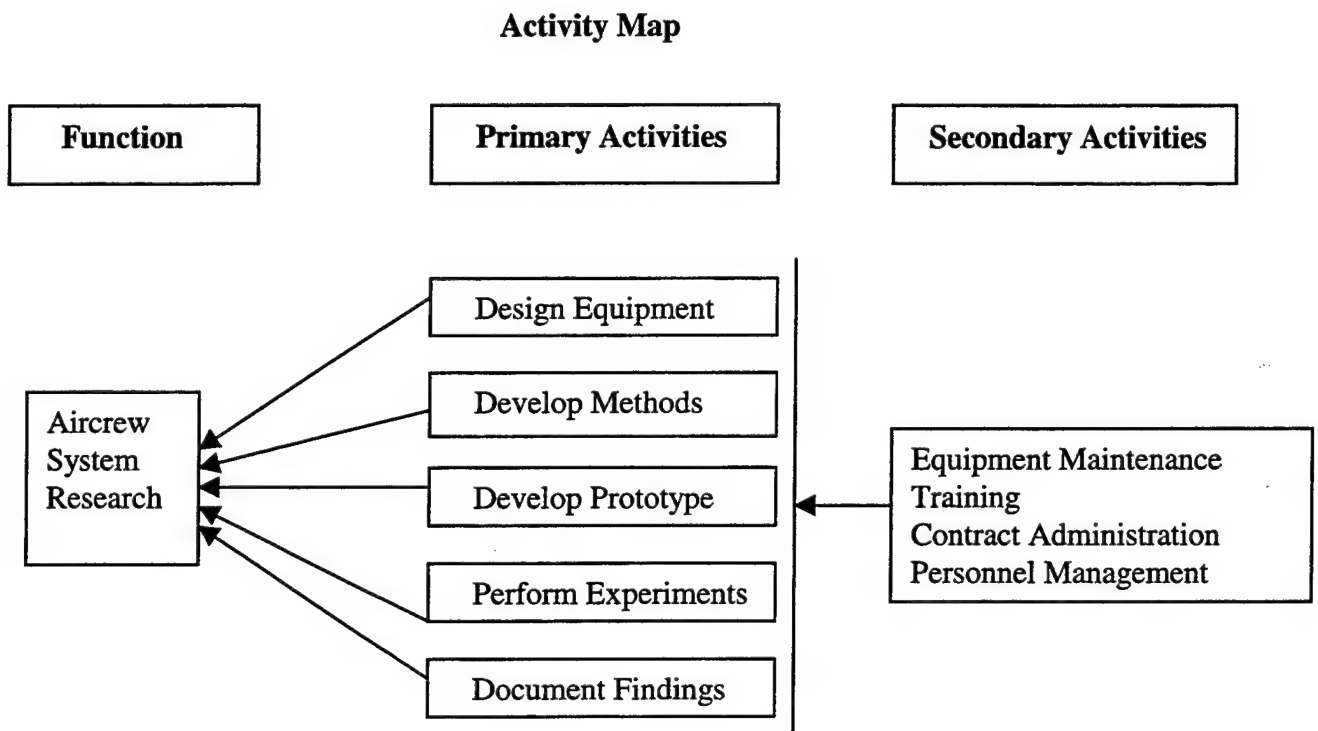 Activity Map
Function
Primary Activities
Secondary Activities
Design Equipment
Develop Methods
Develop Prototype
Perform Experiments
Document Findings
Aircrew
System
Research
Equipment Maintenance
Training
Contract Administration
Personnel Management